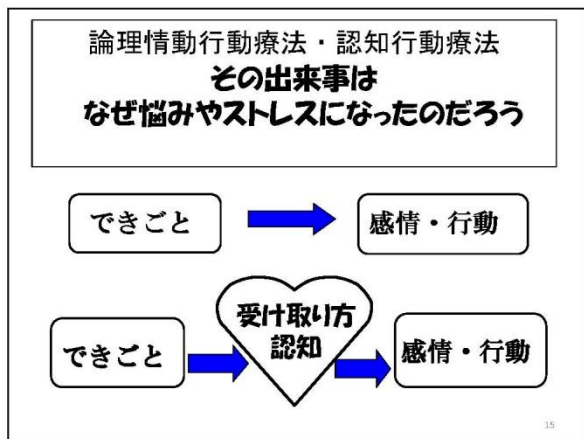 論理情動行動療法・認知行動療法
その出来事は
なぜ悩みやストレスになったのだろう
できごと
感情・行動
できごと
受け取り方
認知
感情・行動
15